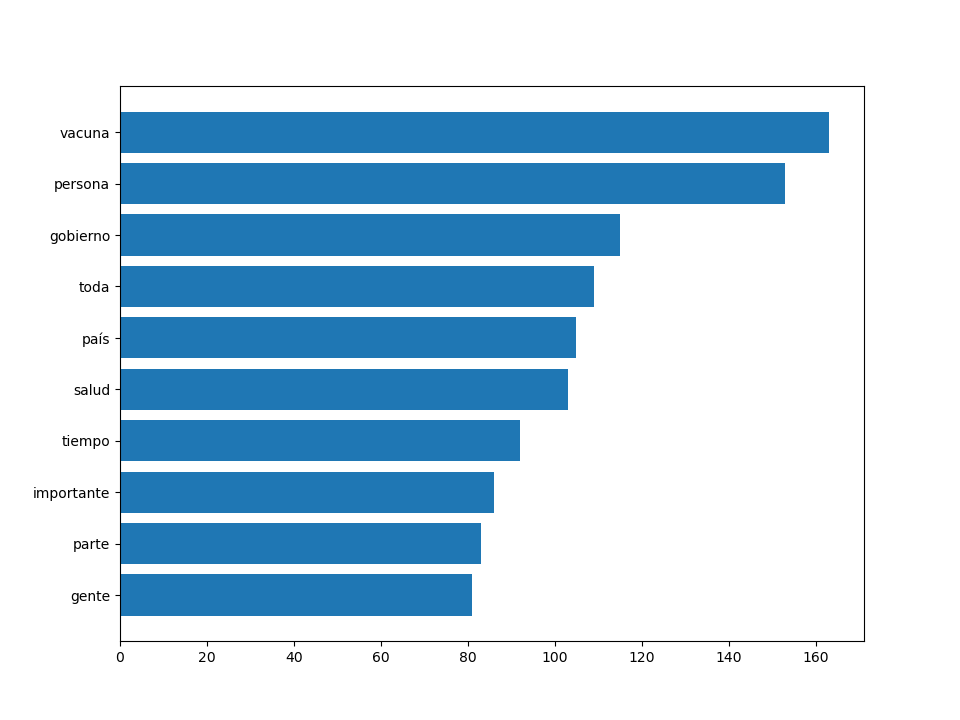 vacuna
persona
gobierno
toda
país
salud
tiempo
importante
parte
gente
0 20 40 60 80 100 120 140 160